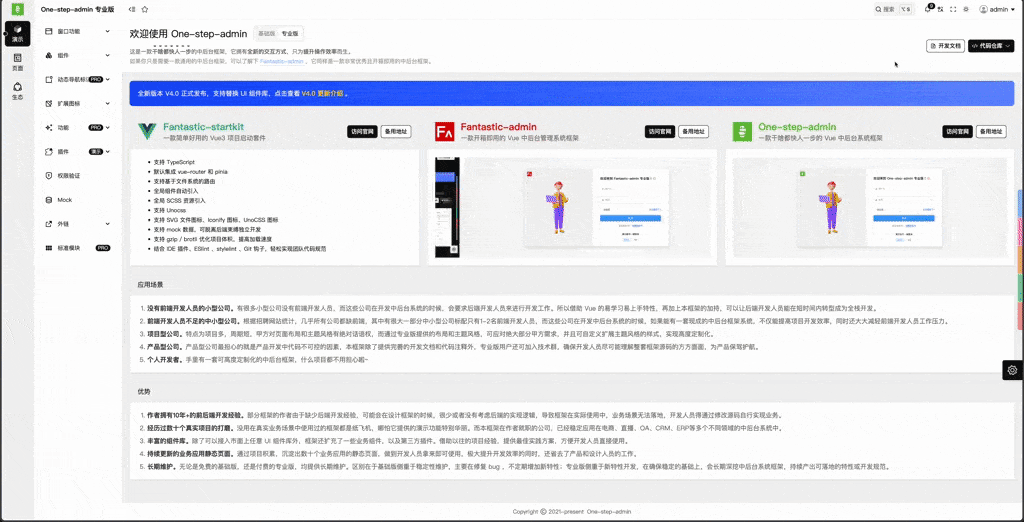 One-step-admin 专业版
搜索 ⌥ S
admin
演示
页面
生态
窗口功能
组件
动态导航标
PRO
扩展图标
功能
PRO
插件
演示
权限验证
Mock
外链
标准模块
PRO
欢迎使用 One-step-admin
基础版 专业版
这是一款干啥都快人一步的中后台框架，它拥有全新的交互方式，只为提升操作效率而生。
如果你只是需要一款通用的中后台框架，可以了解下 Fantastic-admin ，它同样是一款非常优秀且开箱即用的中后台框架。
开发文档
代码仓库
全新版本 V4.0 正式发布，支持替换 UI 组件库，点击查看 V4.0 更新介绍 。
Fantastic-startkit
一款简单好用的 Vue3 项目启动套件
访问官网
备用地址
支持 TypeScript
默认集成 vue-router 和 pinia
支持基于文件系统的路由
全局组件自动引入
全局 SCSS 资源引入
支持 Unocss
支持 SVG 文件图标、Iconify 图标、UnoCSS 图标
支持 mock 数据，可脱离后端束缚独立开发
支持 gzip / brotli 优化项目体积，提高加载速度
结合 IDE 插件、ESlint 、stylelint 、Git 钩子，轻松实现团队代码规范
Fantastic-admin
一款开箱即用的 Vue 中后台管理系统框架
访问官网
备用地址
One-step-admin
一款干啥都快人一步的 Vue 中后台系统框架
访问官网
备用地址
应用场景
1. 没有前端开发人员的小型公司。有很多小型公司没有前端开发人员，而这些公司在开发中后台系统的时候，会要求后端开发人员来进行开发工作。所以借助 Vue 的易学习易上手特性，再加上本框架的加持，可以让后端开发人员能在短时间内转型成为全栈开发。
2. 前端开发人员不足的中小型公司。根据招聘网站统计，几乎所有公司都缺前端，其中有很大一部分中小型公司标配只有1~2名前端开发人员，而这些公司在开发中后台系统的时候，如果能有一套现成的中后台框架系统，不仅能提高项目开发效率，同时还大大减轻前端开发人员工作压力。
3. 项目型公司。特点为项目多、周期短，甲方对页面布局和主题风格有绝对话语权，而通过专业版提供的布局和主题风格，可应对绝大部分甲方需求，并且可自定义扩展主题风格的样式，实现高度定制化。
4. 产品型公司。产品型公司最担心的就是产品开发中代码不可控的因素，本框架除了提供完善的开发文档和代码注释外，专业版用户还可加入技术群，确保开发人员尽可能理解整套框架源码的方方面面，为产品保驾护航。
5. 个人开发者。手里有一套可高度定制化的中后台框架，什么项目都不用担心啦~
优势
1. 作者拥有10年+的前后端开发经验。部分框架的作者由于缺少后端开发经验，可能会在设计框架的时候，很少或者没有考虑后端的实现逻辑，导致框架在实际使用中，业务场景无法落地，开发人员得通过修改源码自行实现业务。
2. 经历过数十个真实项目的打磨。没用在真实业务场景中使用过的框架都是纸飞机，哪怕它提供的演示功能特别华丽。而本框架在作者就职的公司，已经稳定应用在电商、直播、OA、CRM、ERP等多个不同领域的中后台系统中。
3. 丰富的组件库。除了可以接入市面上任意 UI 组件库外，框架还扩充了一些业务组件，以及第三方插件。借助以往的项目经验，提供最佳实践方案，方便开发人员直接使用。
4. 持续更新的业务应用静态页面。通过项目积累，沉淀出数十个业务应用的静态页面，做到开发人员拿来即可使用，极大提升开发效率的同时，还省去了产品和设计人员的工作。
5. 长期维护。无论是免费的基础版，还是付费的专业版，均提供长期维护。区别在于基础版侧重于稳定性维护，主要在修复 bug ，不定期增加新特性；专业版侧重于新特性开发，在确保稳定的基础上，会长期深挖中后台系统框架，持续产出可落地的特性或开发规范。
Copyright © 2021-present One-step-admin